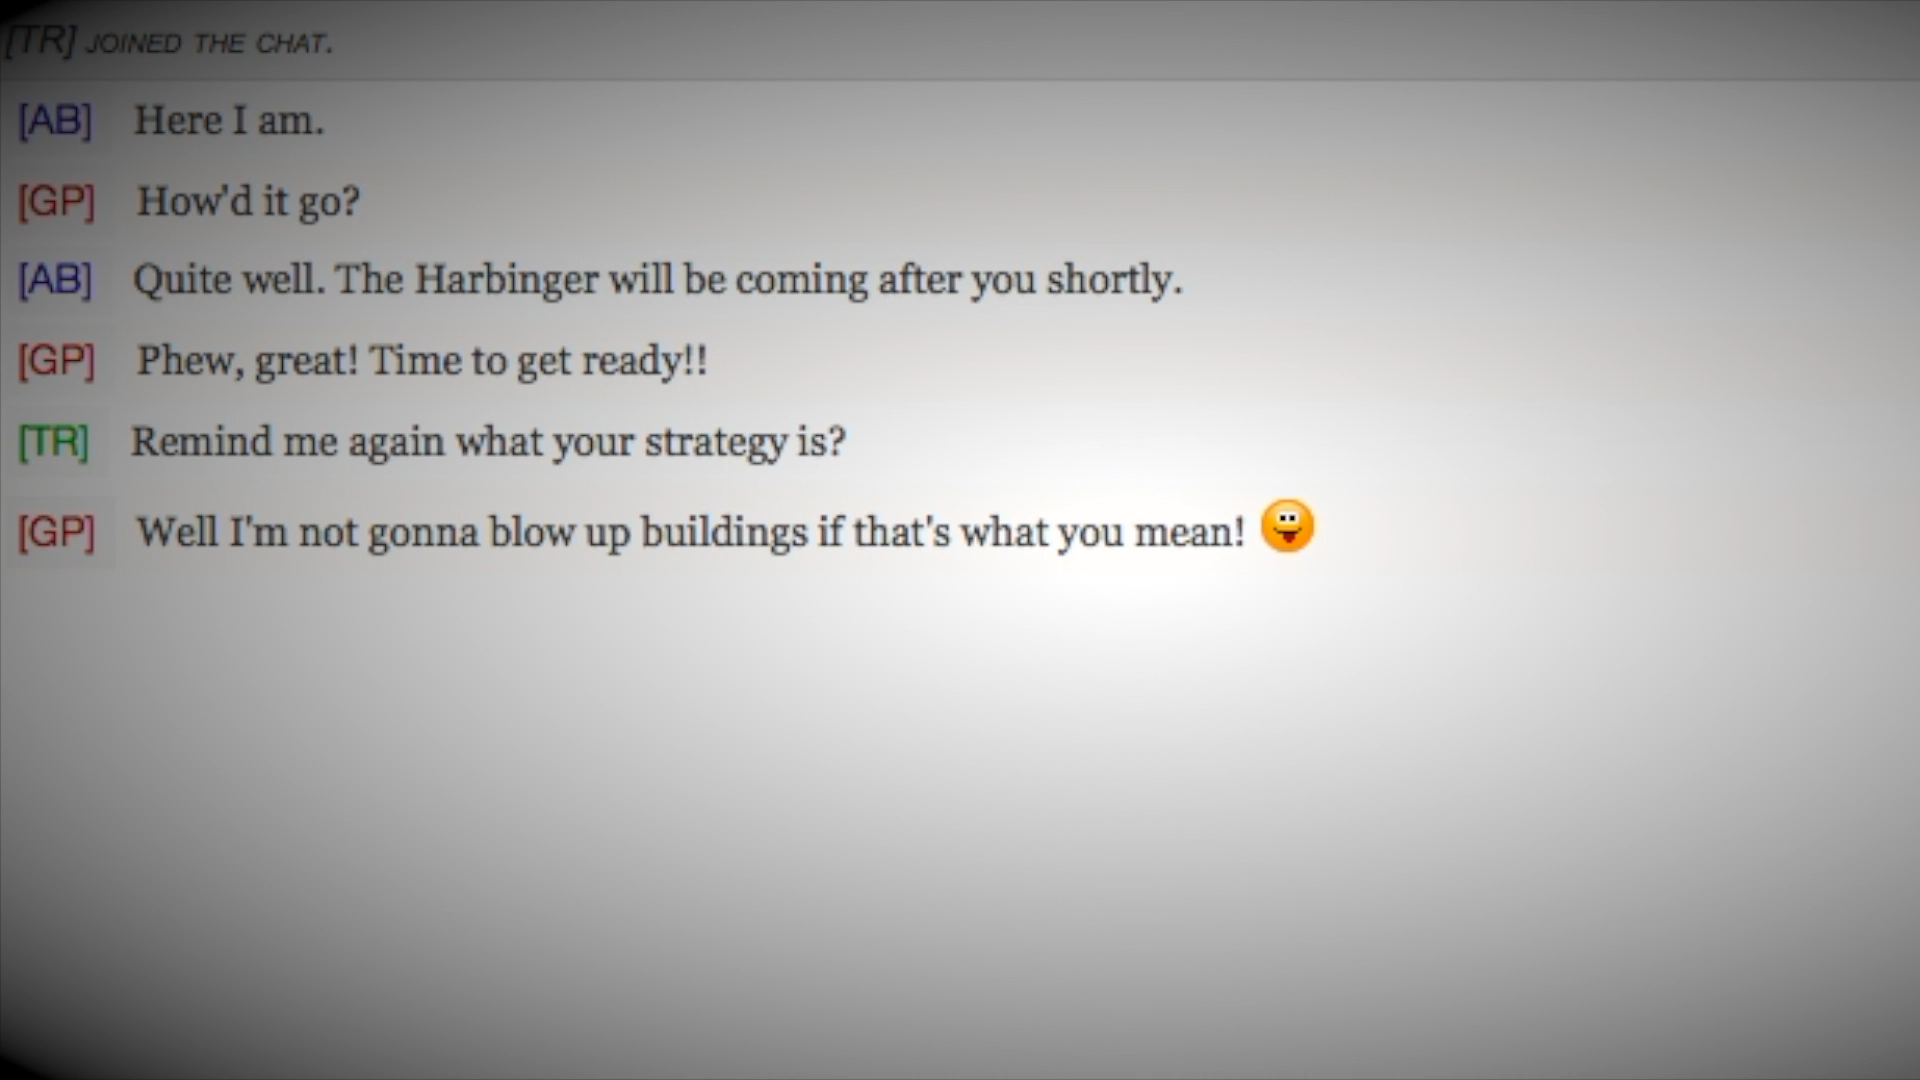 [TR] JOINED THE CHAT.
[AB] Here I am.
[GP] How'd it go?
[AB] Quite well. The Harbinger will be coming after you shortly.
[GP] Phew, great! Time to get ready!!
[TR] Remind me again what your strategy is?
[GP] Well I'm not gonna blow up buildings if that's what you mean!